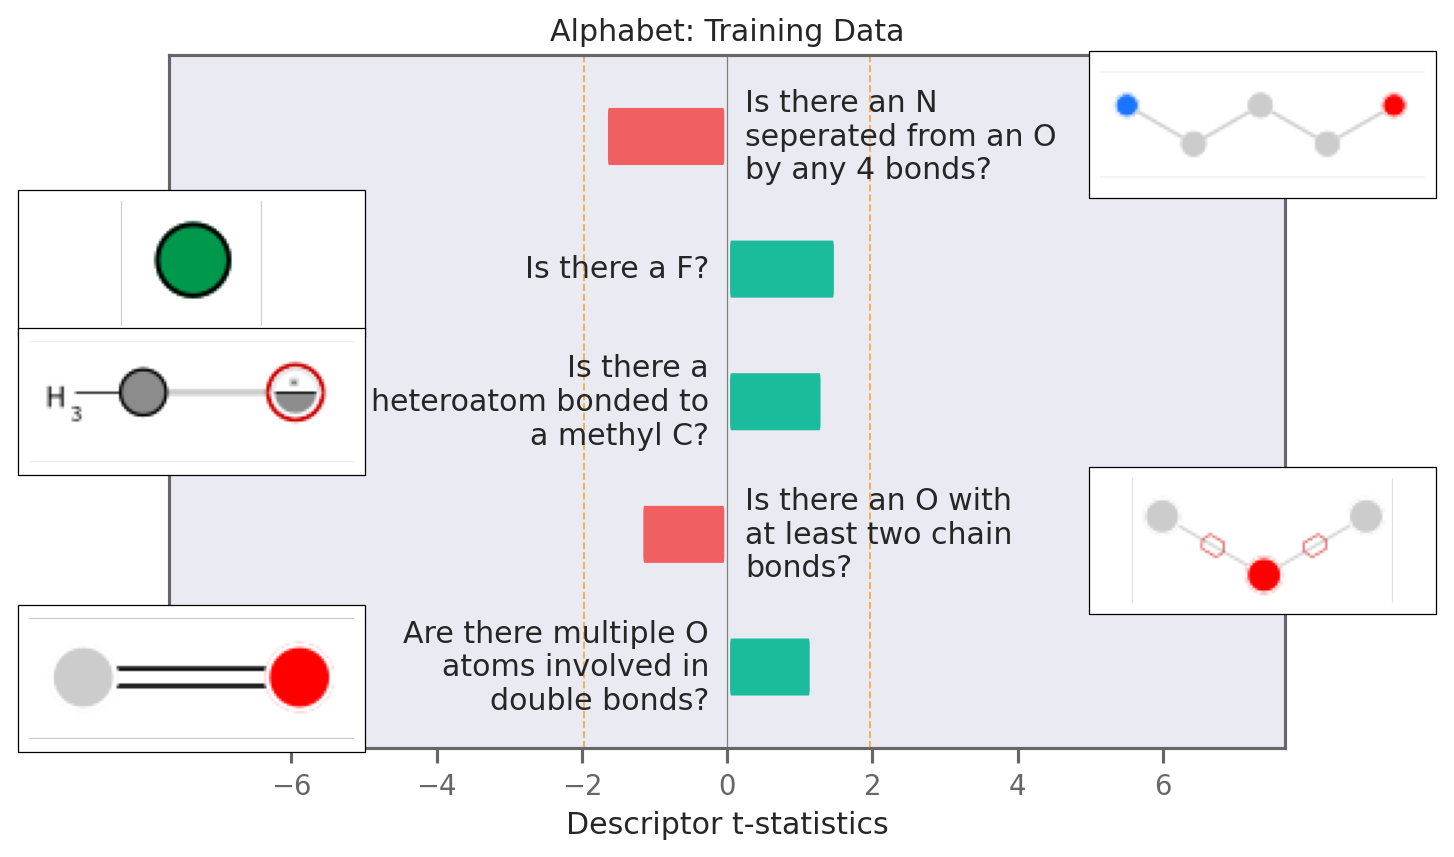 Alphabet: Training Data
Is there an N
seperated from an O
by any 4 bonds?
Is there a F?
Is there a
heteroatom bonded to
a methyl C?
H3
*
Is there an O with
at least two chain
bonds?
Are there multiple O
atoms involved in
double bonds?
−6 −4 −2 0 2 4 6
Descriptor t-statistics